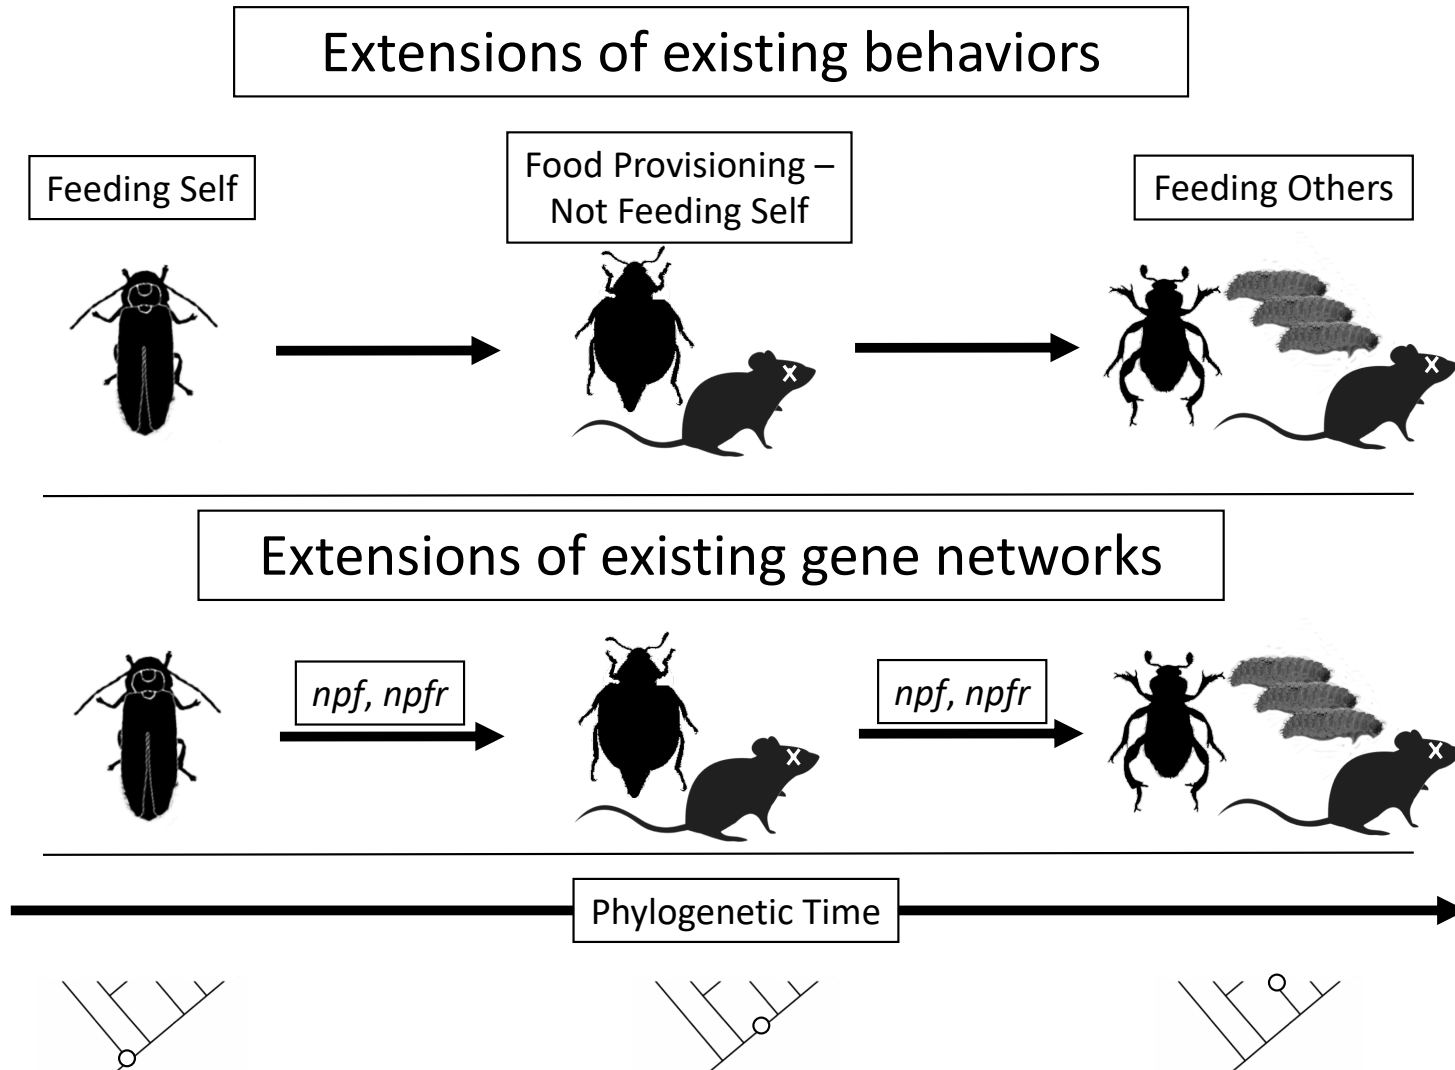 Extensions of existing behaviors
Feeding Self
Food Provisioning –
Not Feeding Self
Feeding Others
Extensions of existing gene networks
npf, npfr
npf, npfr
Phylogenetic Time